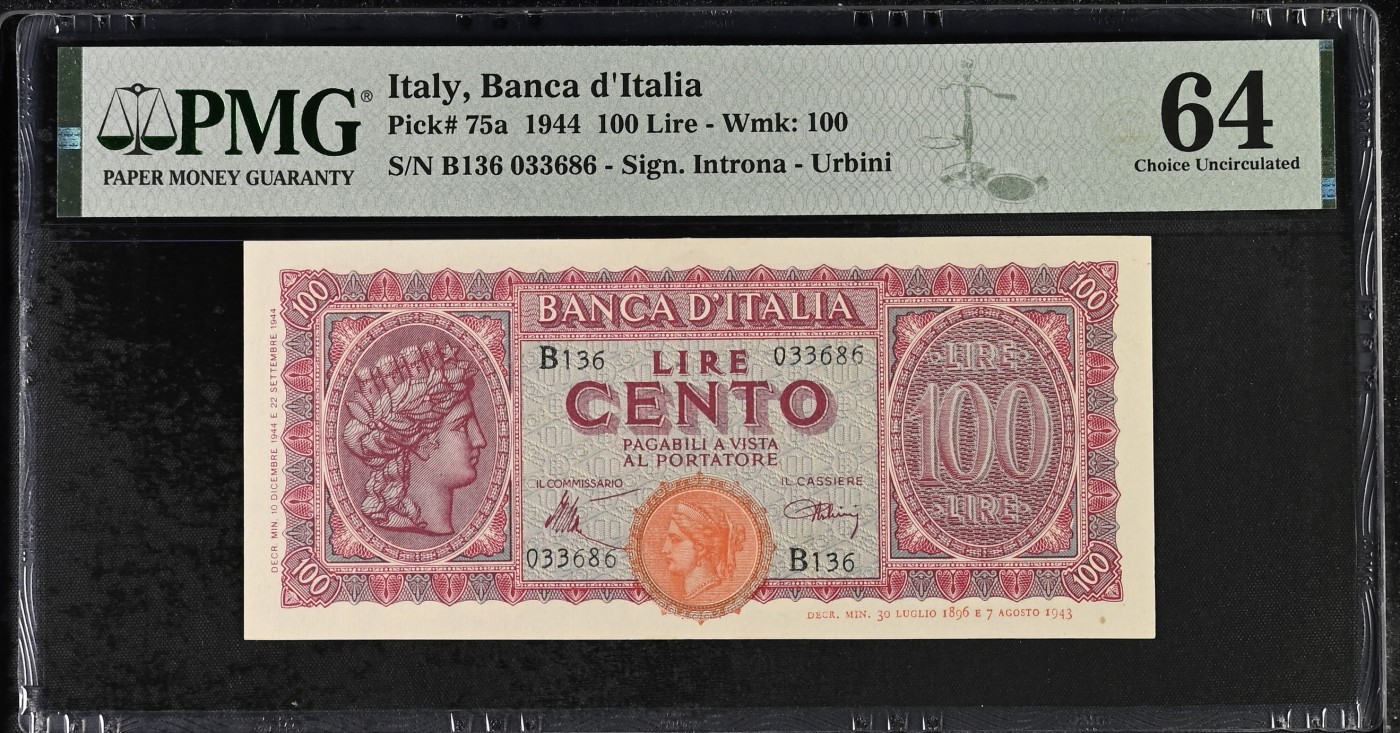 PMG®
PAPER MONEY GUARANTY
Italy, Banca d'Italia
Pick# 75a 1944 100 Lire - Wmk: 100
S/N B136 033686 - Sign. Introna - Urbini
64
Choice Uncirculated
100
100
BANCA D'ITALIA
B136
LIRE
033686
CENTO
PAGABILI A VISTA
AL PORTATORE
IL COMMISSARIO
IL CASSIERE
033686
B136
LIRE
100
LIRE
100
100
DECR. MIN. 10 DICEMBRE 1944 E 22 SETTEMBRE 1944
DECR. MIN. 30 LUGLIO 1896 E 7 AGOSTO 1943